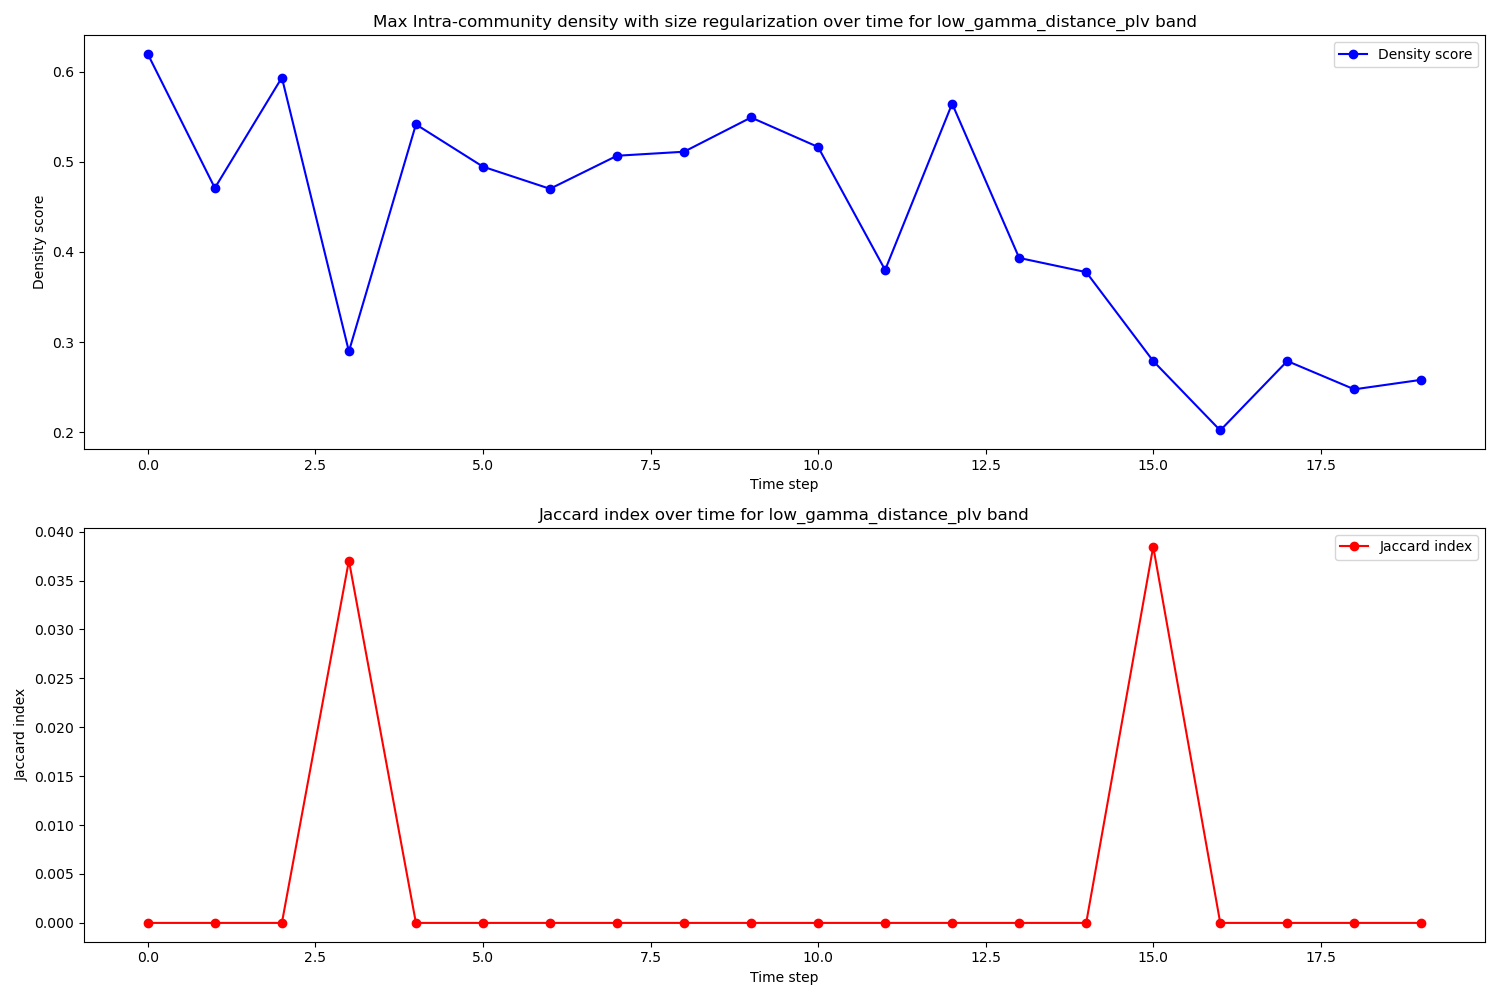 Max Intra-community density with size regularization over time for low_gamma_distance_plv band
Density score
0.6
0.5
0.4
0.3
0.2
Density score
0.0 2.5 5.0 7.5 10.0 12.5 15.0 17.5
Time step
Jaccard index over time for low_gamma_distance_plv band
Jaccard index
0.040
0.035
0.030
0.025
0.020
0.015
0.010
0.005
0.000
Jaccard index
0.0 2.5 5.0 7.5 10.0 12.5 15.0 17.5
Time step